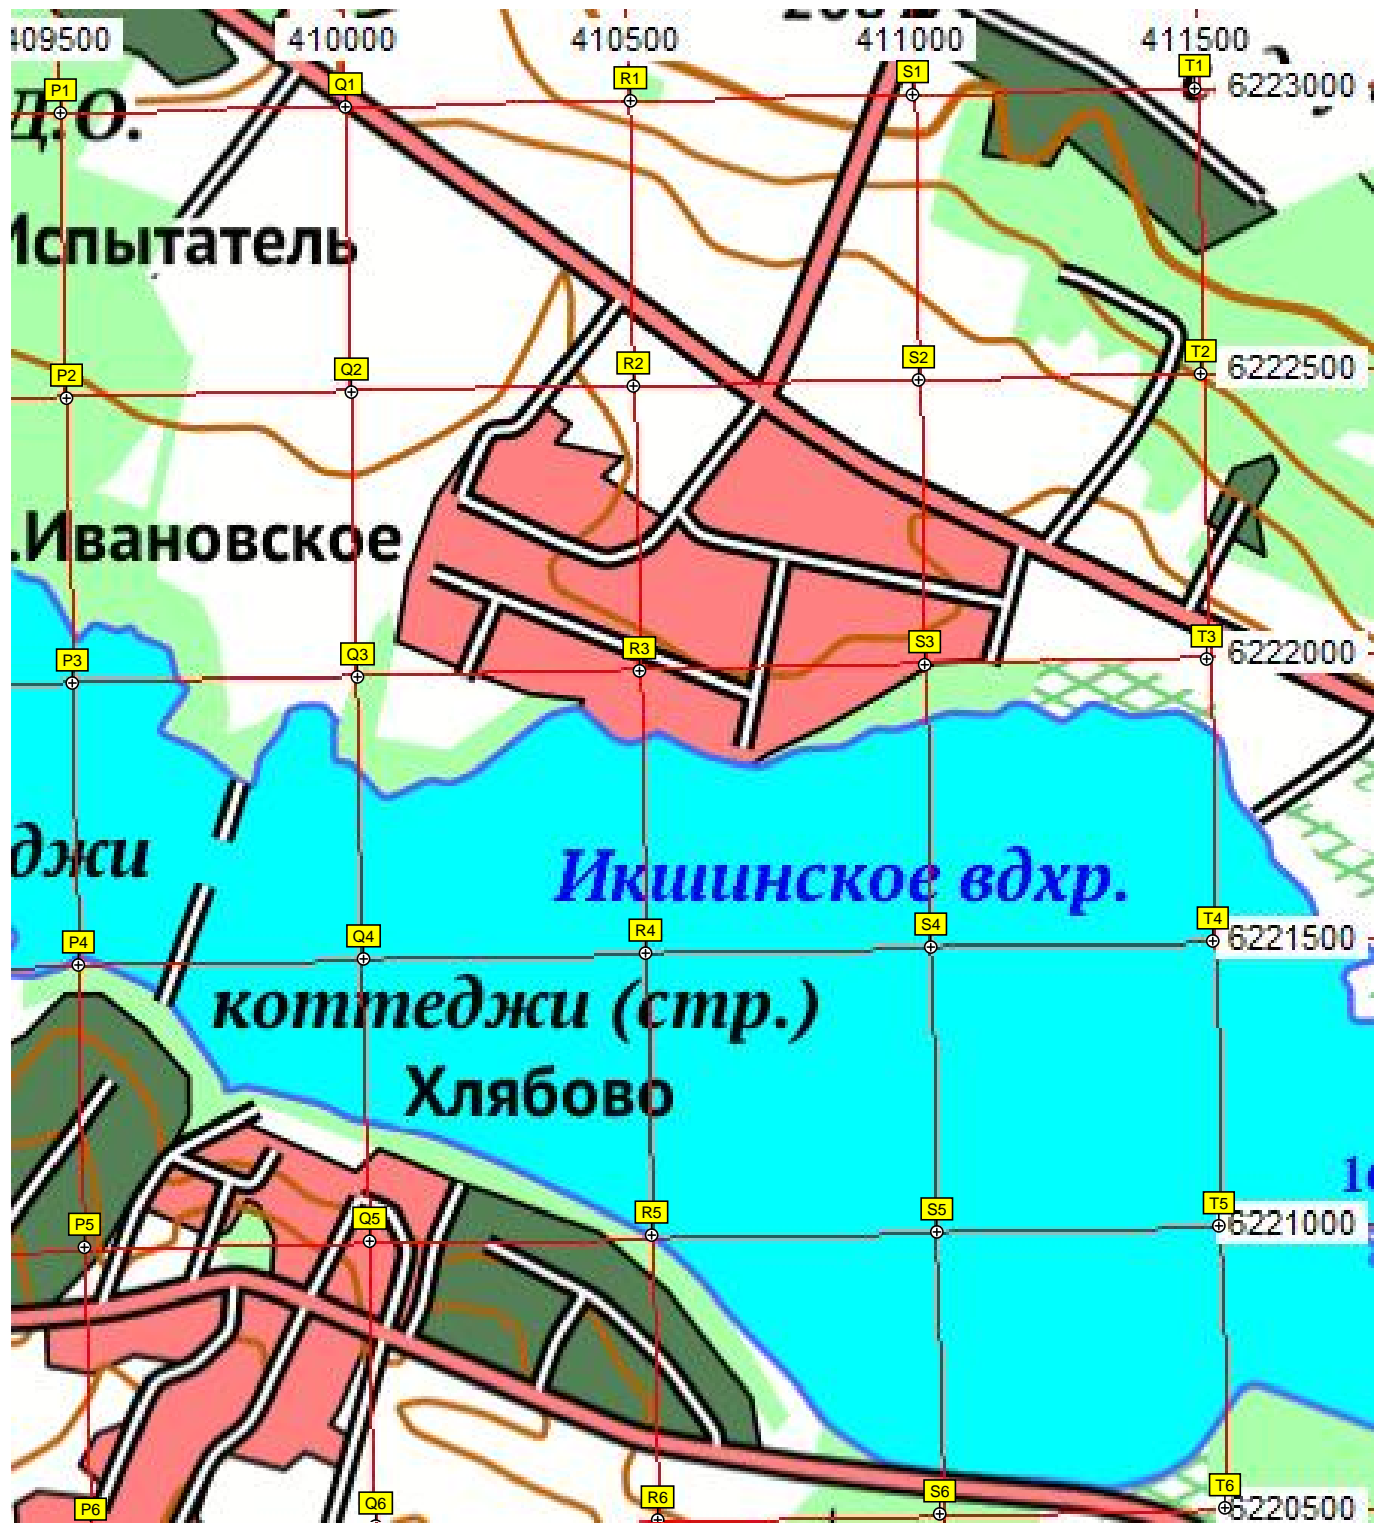 409500 410000 410500 411000 411500
P1 Q1 R1 S1 T1 6223000
Д.О.
Испытатель
P2 Q2 R2 S2 T2 6222500
.Ивановское
P3 Q3 R3 S3 T3 6222000
джи
Икшинское вдхр.
P4 Q4 R4 S4 T4 6221500
коттеджи (стр.)
Хлябово
P5 Q5 R5 S5 T5 6221000
P6 Q6 R6 S6 T6 6220500